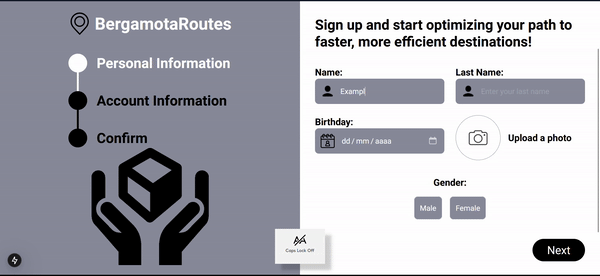 BergamotaRoutes
Personal Information
Account Information
Confirm
Sign up and start optimizing your path to
faster, more efficient destinations!
Name:
Last Name:
Exampl
Enter your last name
Birthday:
dd / mm / aaaa
Upload a photo
Gender:
Male
Female
Caps Lock Off
Next